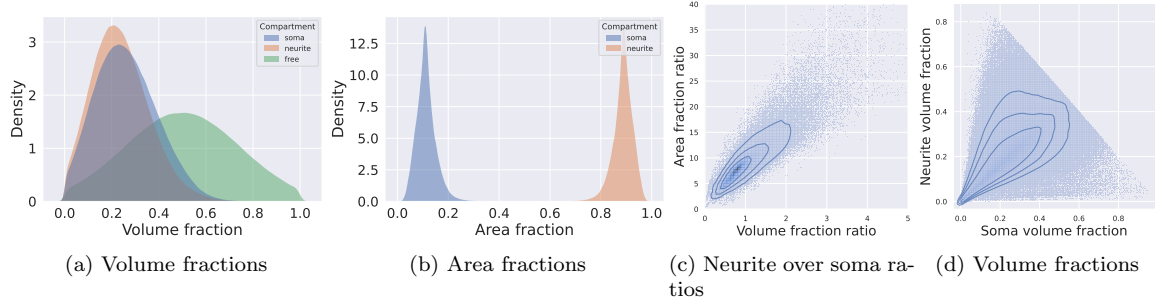 3
2
1
0
Density
0.0 0.2 0.4 0.6 0.8 1.0
Volume fraction
Compartment
soma
neurite
free
(a) Volume fractions
12.5
10.0
7.5
5.0
2.5
0.0
Density
0.0 0.2 0.4 0.6 0.8 1.0
Area fraction
Compartment
soma
neurite
(b) Area fractions
40
35
30
25
20
15
10
5
0
Area fraction ratio
0 1 2 3 4 5
Volume fraction ratio
(c) Neurite over soma ra-
tios
0.8
0.6
0.4
0.2
0.0
Neurite volume fraction
0.0 0.2 0.4 0.6 0.8
Soma volume fraction
(d) Volume fractions